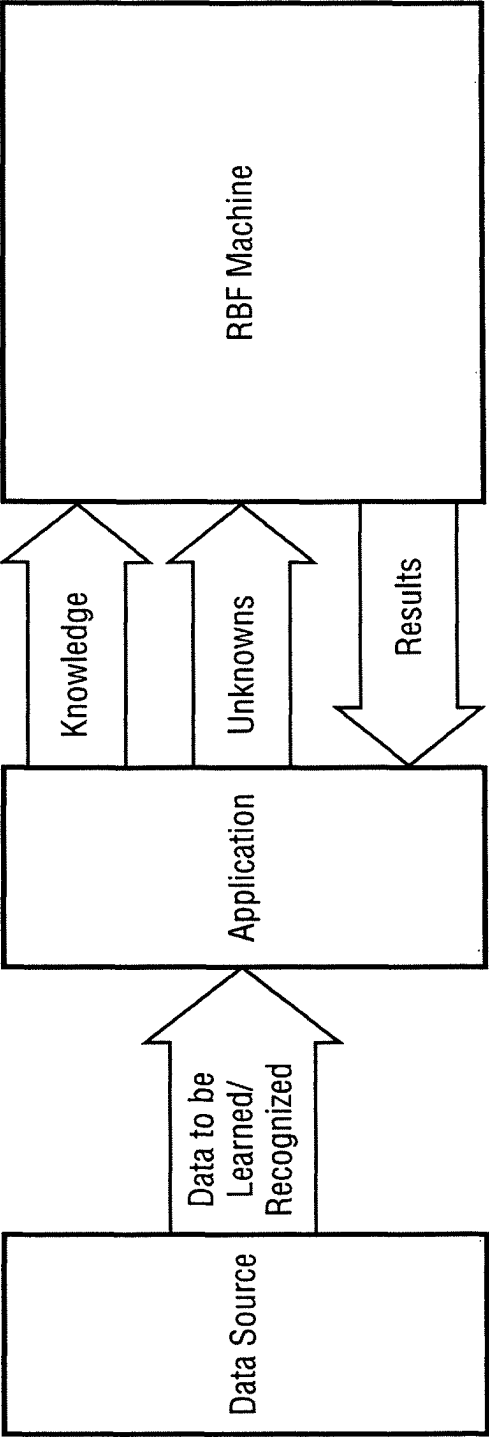 Data Source
Data to be
Learned/
Recognized
Application
Knowledge
Unknowns
Results
RBF Machine